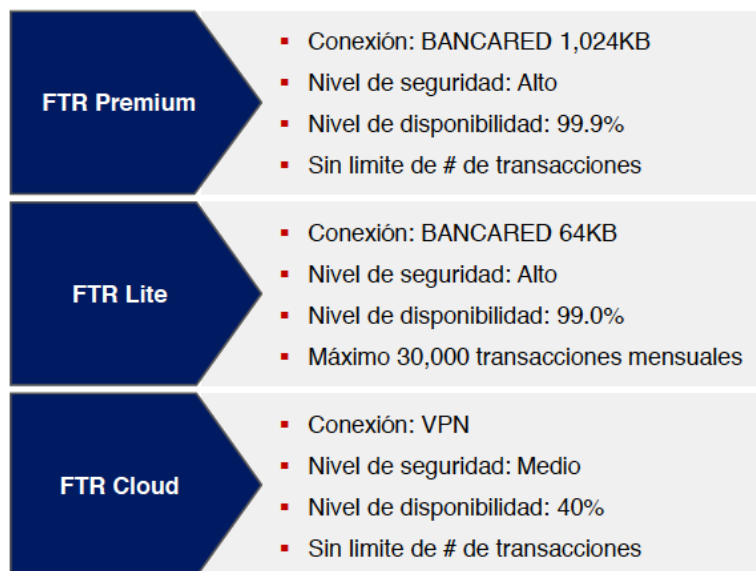 FTR Premium
Conexión: BANCARED 1,024KB
Nivel de seguridad: Alto
Nivel de disponibilidad: 99.9%
Sin limite de # de transacciones
FTR Lite
Conexión: BANCARED 64KB
Nivel de seguridad: Alto
Nivel de disponibilidad: 99.0%
Máximo 30,000 transacciones mensuales
FTR Cloud
Conexión: VPN
Nivel de seguridad: Medio
Nivel de disponibilidad: 40%
Sin limite de # de transacciones